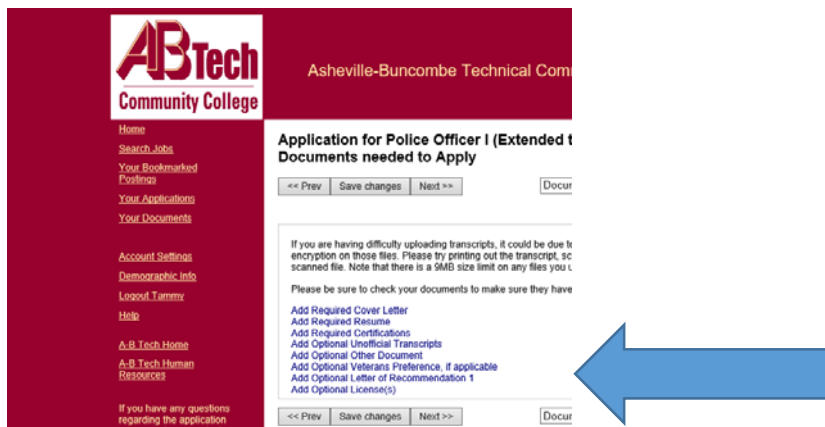 ABTech
Community College
Asheville-Buncombe Technical Com
Home
Search Jobs
Your Bookmarked
Postings
Your Applications
Your Documents
Account Settings
Demographic Info
Logout Tammy
Help
A-B Tech Home
A-B Tech Human
Resources
If you have any questions
regarding the application
Application for Police Officer I (Extended t
Documents needed to Apply
<< Prev Save changes Next >> Docum
If you are having difficulty uploading transcripts, it could be due to
encryption on those files. Please try printing out the transcript, sc
scanned file. Note that there is a 9MB size limit on any files you u
Please be sure to check your documents to make sure they have
Add Required Cover Letter
Add Required Resume
Add Required Certifications
Add Optional Unofficial Transcripts
Add Optional Other Document
Add Optional Veterans Preference, if applicable
Add Optional Letter of Recommendation 1
Add Optional License(s)
<< Prev Save changes Next >> Docum